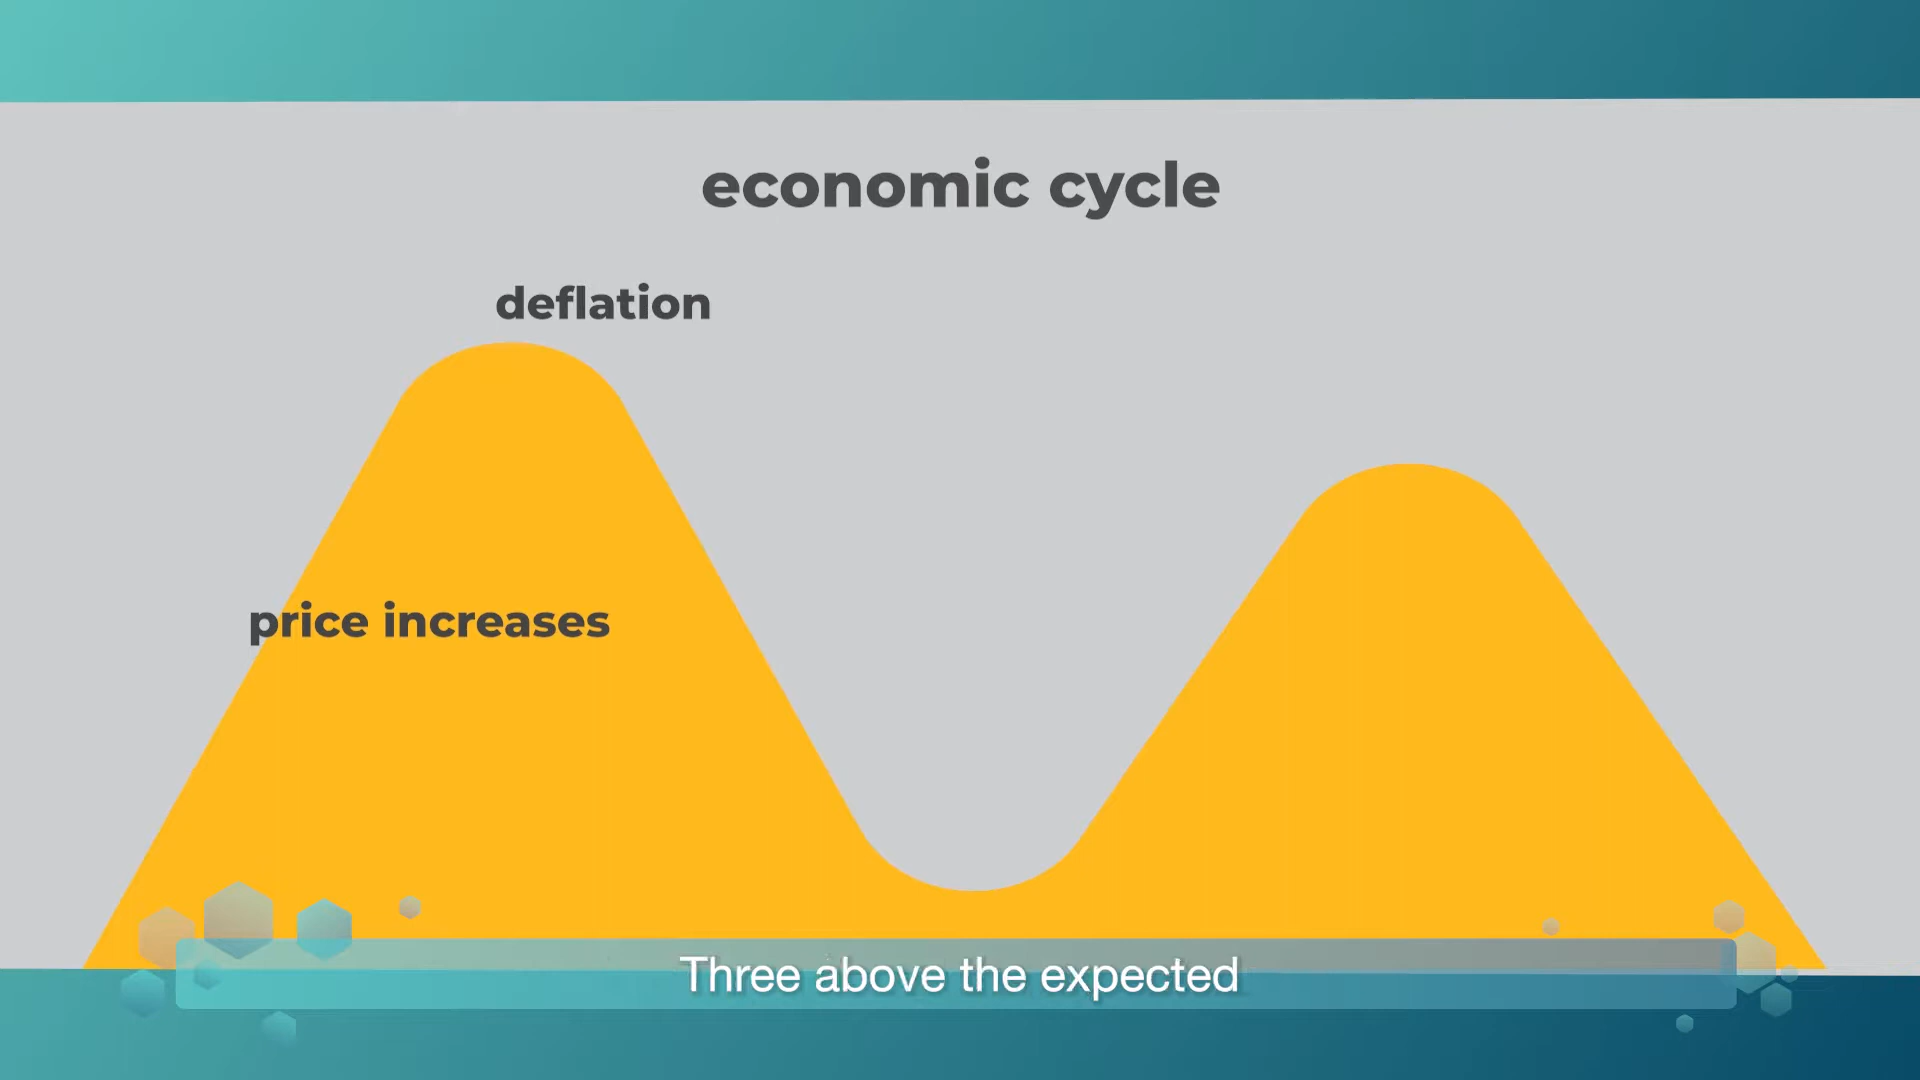 economic cycle
deflation
price increases
Three above the expected